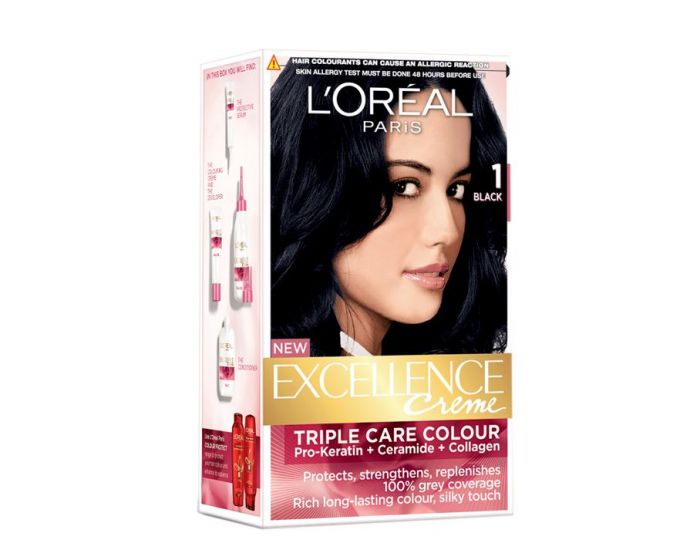 HAIR COLOURANTS CAN CAUSE AN ALLERGIC REACTION
SKIN ALLERGY TEST MUST BE DONE 48 HOURS BEFORE USE
L'ORÉAL
PARIS
1
BLACK
NEW
EXCELLENCE
Creme
TRIPLE CARE COLOUR
Pro-Keratin + Ceramide + Collagen
Protects, strengthens, replenishes
100% grey coverage
Rich long-lasting colour, silky touch
IN THIS BOX YOU WILL FIND:
THE
PROTECTIVE
SERUM
THE
COLOURING
CREME
AND
THE
DEVELOPER
THE
CONDITIONER
COLOUR PROTECT